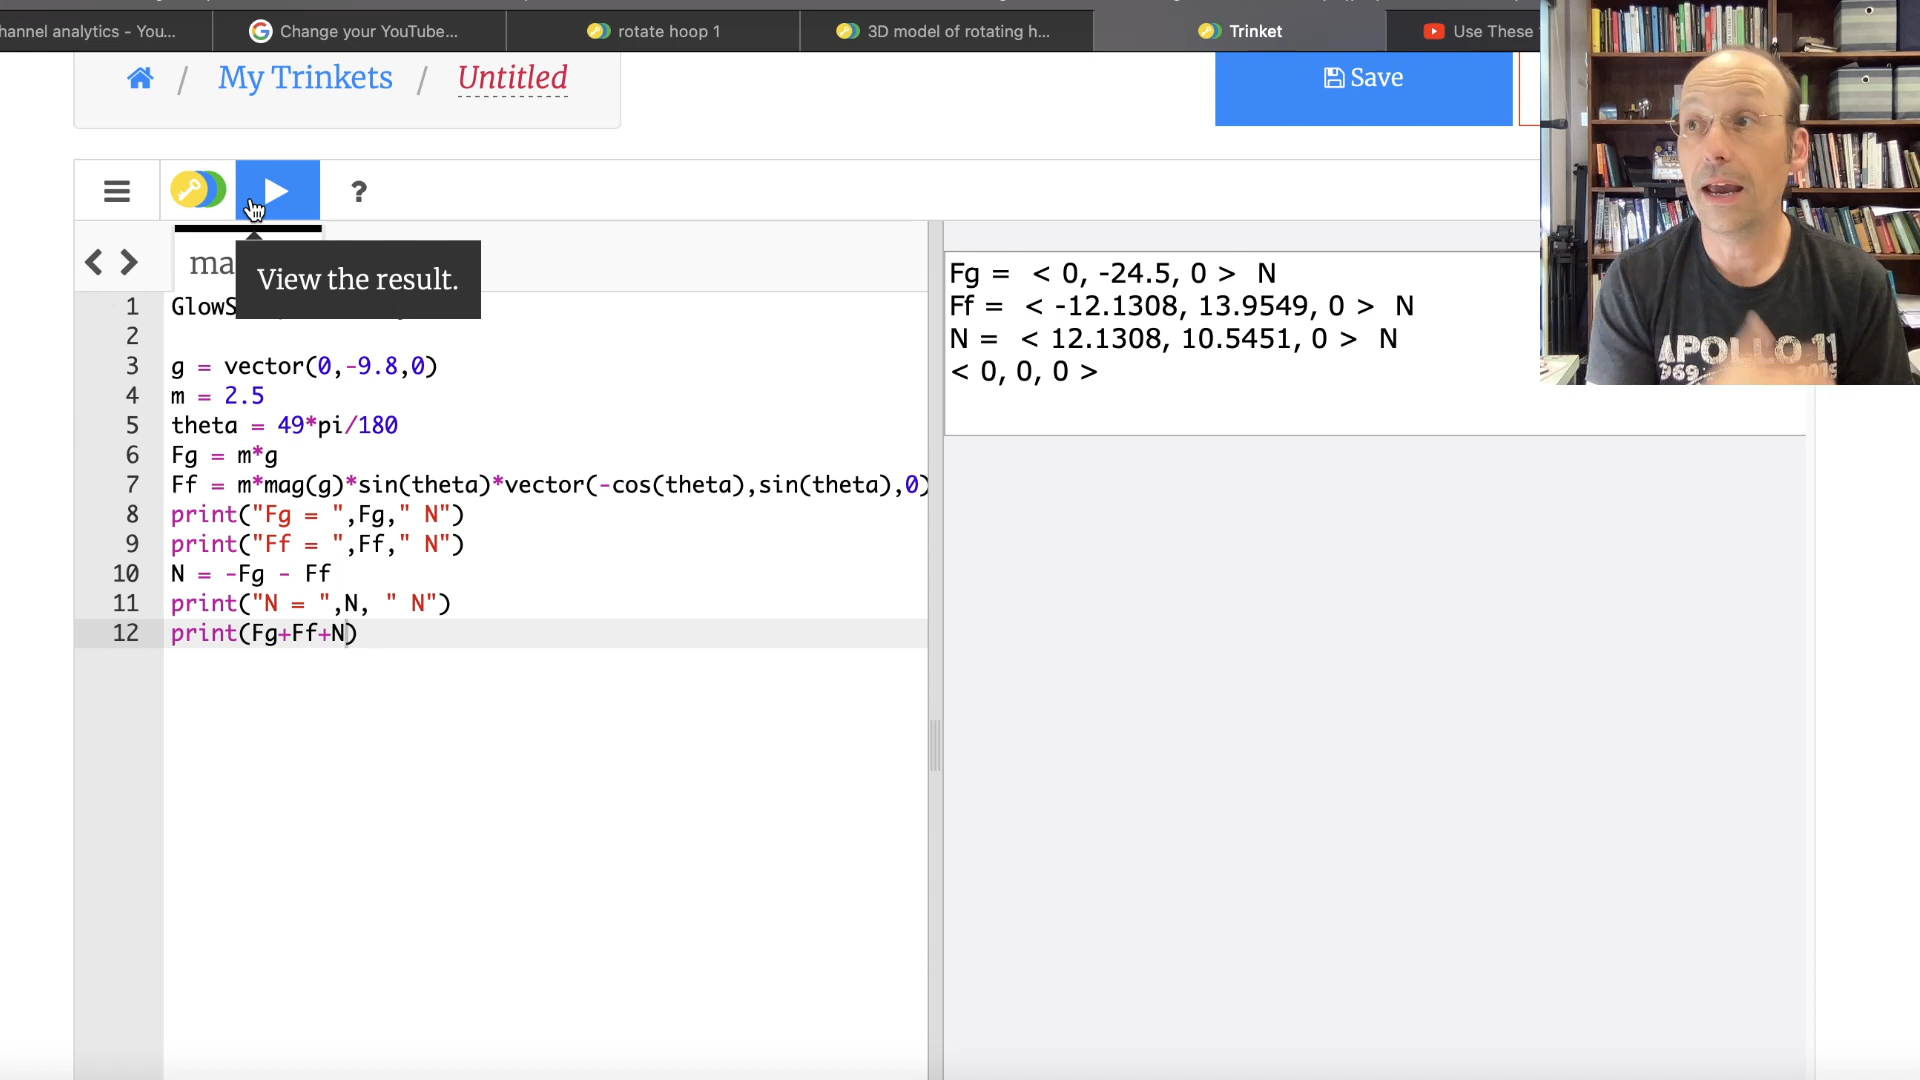 hannel analytics - You...
Change your YouTube...
rotate hoop 1
3D model of rotating h...
Trinket
Use These
/ My Trinkets / Untitled
Save
?
ma
View the result.
1 GlowS
2
3 g = vector(0,-9.8,0)
4 m = 2.5
5 theta = 49*pi/180
6 Fg = m*g
7 Ff = m*mag(g)*sin(theta)*vector(-cos(theta),sin(theta),0)
8 print("Fg = ",Fg," N")
9 print("Ff = ",Ff," N")
10 N = -Fg - Ff
11 print("N = ",N, " N")
12 print(Fg+Ff+N)
Fg = < 0, -24.5, 0 > N
Ff = < -12.1308, 13.9549, 0 > N
N = < 12.1308, 10.5451, 0 > N
< 0, 0, 0 >
APOLLO 11